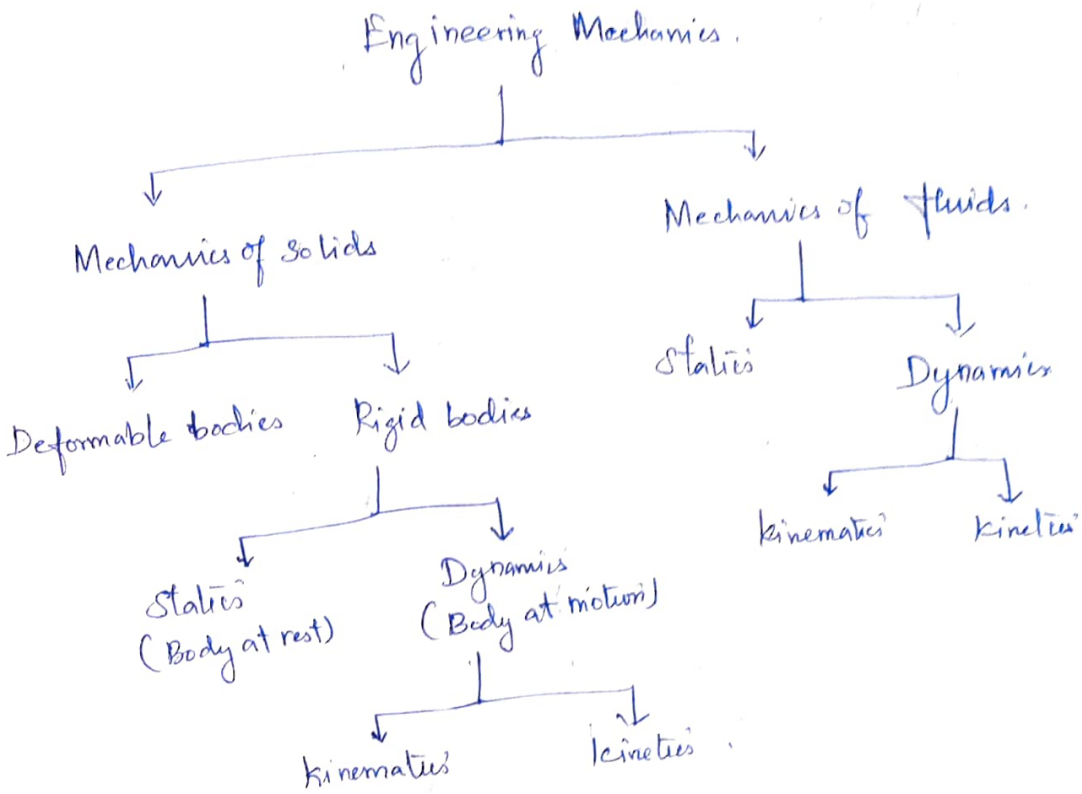 Engineering Mechanics.
Mechanics of solids
Mechanics of fluids.
Deformable bodies
Rigid bodies
Statics
Dynamics
Statics
(Body at rest)
Dynamics
(Body at motion)
kinematics
kinetics
kinematics
kinetics.